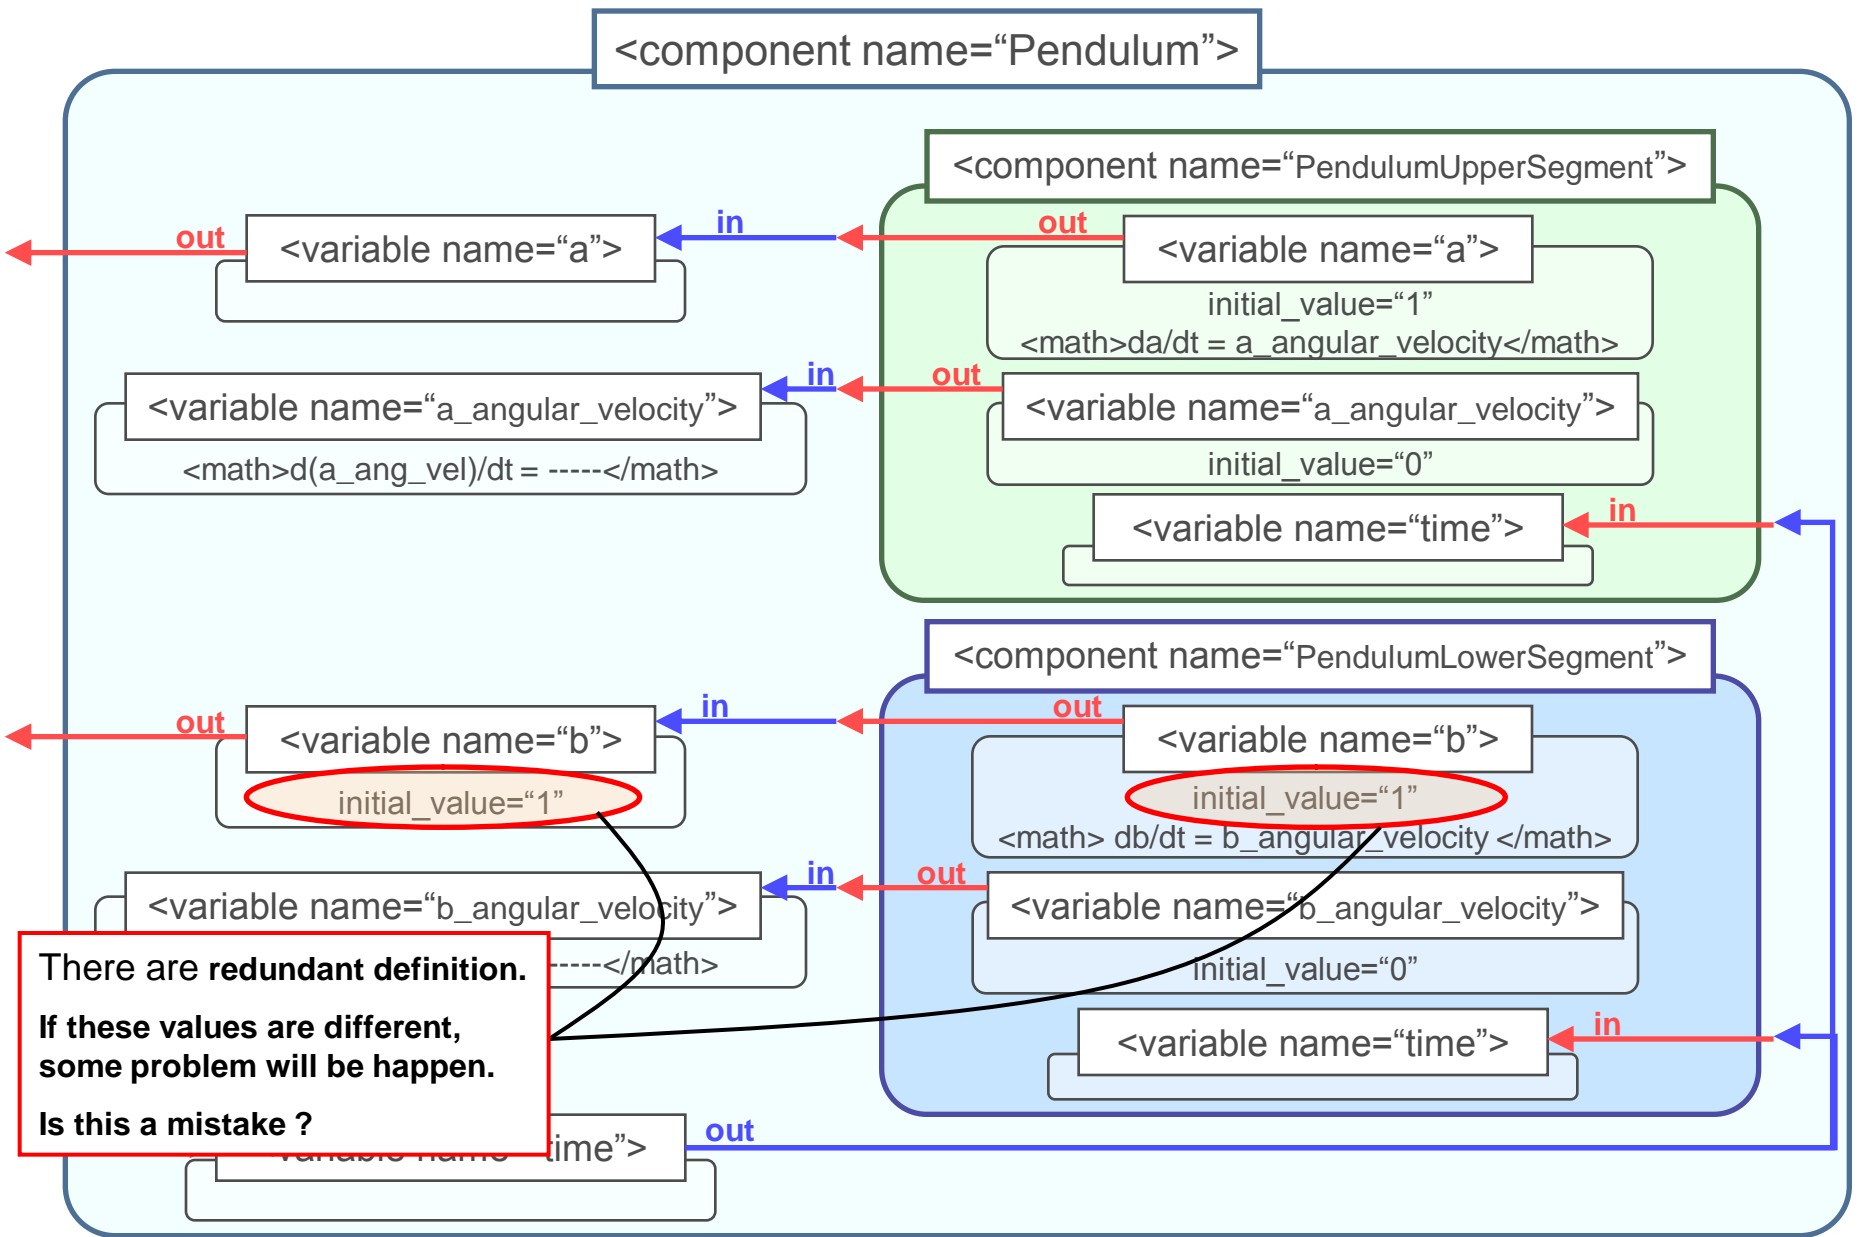 <component name=“Pendulum”>
<component name=“PendulumUpperSegment”>
out
<variable name=“a”>
in
out
<variable name=“a”>
initial_value=“1”
<math>da/dt = a_angular_velocity</math>
<variable name=“a_angular_velocity”>
in
out
<variable name=“a_angular_velocity”>
<math>d(a_ang_vel)/dt = -----</math>
initial_value=“0”
<variable name=“time”>
in
<component name=“PendulumLowerSegment”>
out
<variable name=“b”>
in
out
<variable name=“b”>
initial_value=“1”
initial_value=“1”
<math> db/dt = b_angular_velocity </math>
<variable name=“b_angular_velocity”>
in
out
<variable name=“b_angular_velocity”>
-----</math>
initial_value=“0”
There are redundant definition.
If these values are different,
some problem will be happen.
Is this a mistake ?
<variable name=“time”>
in
time”>
out